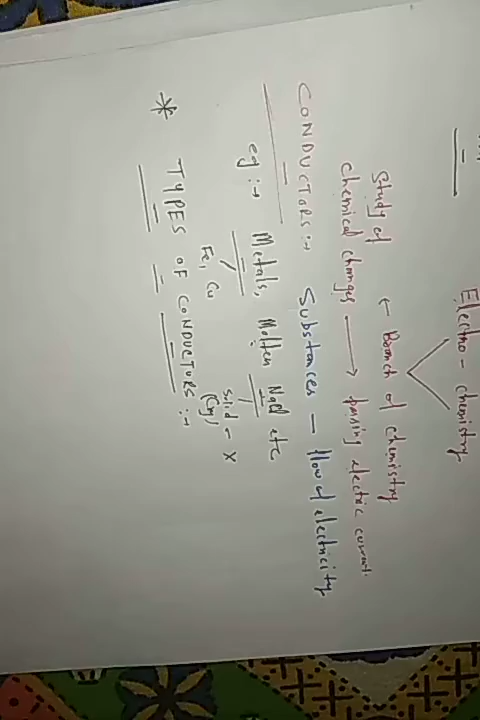 Electro - chemistry
← Branch of chemistry
Study of
chemical changes → passing electric current.
CONDUCTORS :→ Substances — flow of electricity
eg :→ Metals, Molten NaCl etc
Fe, Cu
solid - x
* TYPES OF CONDUCTORS :→